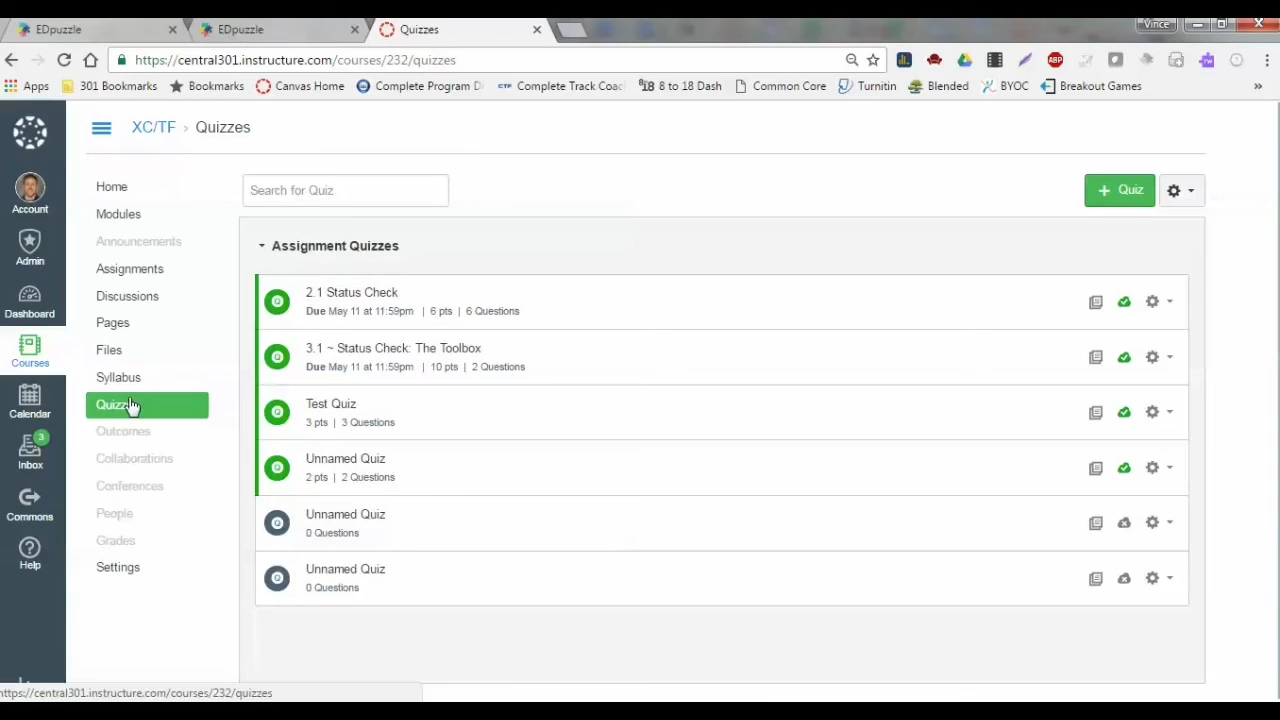 EDpuzzle
EDpuzzle
Quizzes
Vince
https://central301.instructure.com/courses/232/quizzes
ABP
rw
Apps
301 Bookmarks
Bookmarks
Canvas Home
Complete Program D
CTF Complete Track Coac
'18 8 to 18 Dash
Common Core
Turnitin
Blended
BYOC
Breakout Games
»
XC/TF › Quizzes
Account
Admin
Dashboard
Courses
Calendar
3
Inbox
Commons
Help
Home
Modules
Announcements
Assignments
Discussions
Pages
Files
Syllabus
Outcomes
Collaborations
Conferences
People
Grades
Settings
Search for Quiz
+ Quiz
Assignment Quizzes
2.1 Status Check
Due May 11 at 11:59pm | 6 pts | 6 Questions
3.1 ~ Status Check: The Toolbox
Due May 11 at 11:59pm | 10 pts | 2 Questions
Test Quiz
3 pts | 3 Questions
Unnamed Quiz
2 pts | 2 Questions
Unnamed Quiz
0 Questions
Unnamed Quiz
0 Questions
https://central301.instructure.com/courses/232/quizzes